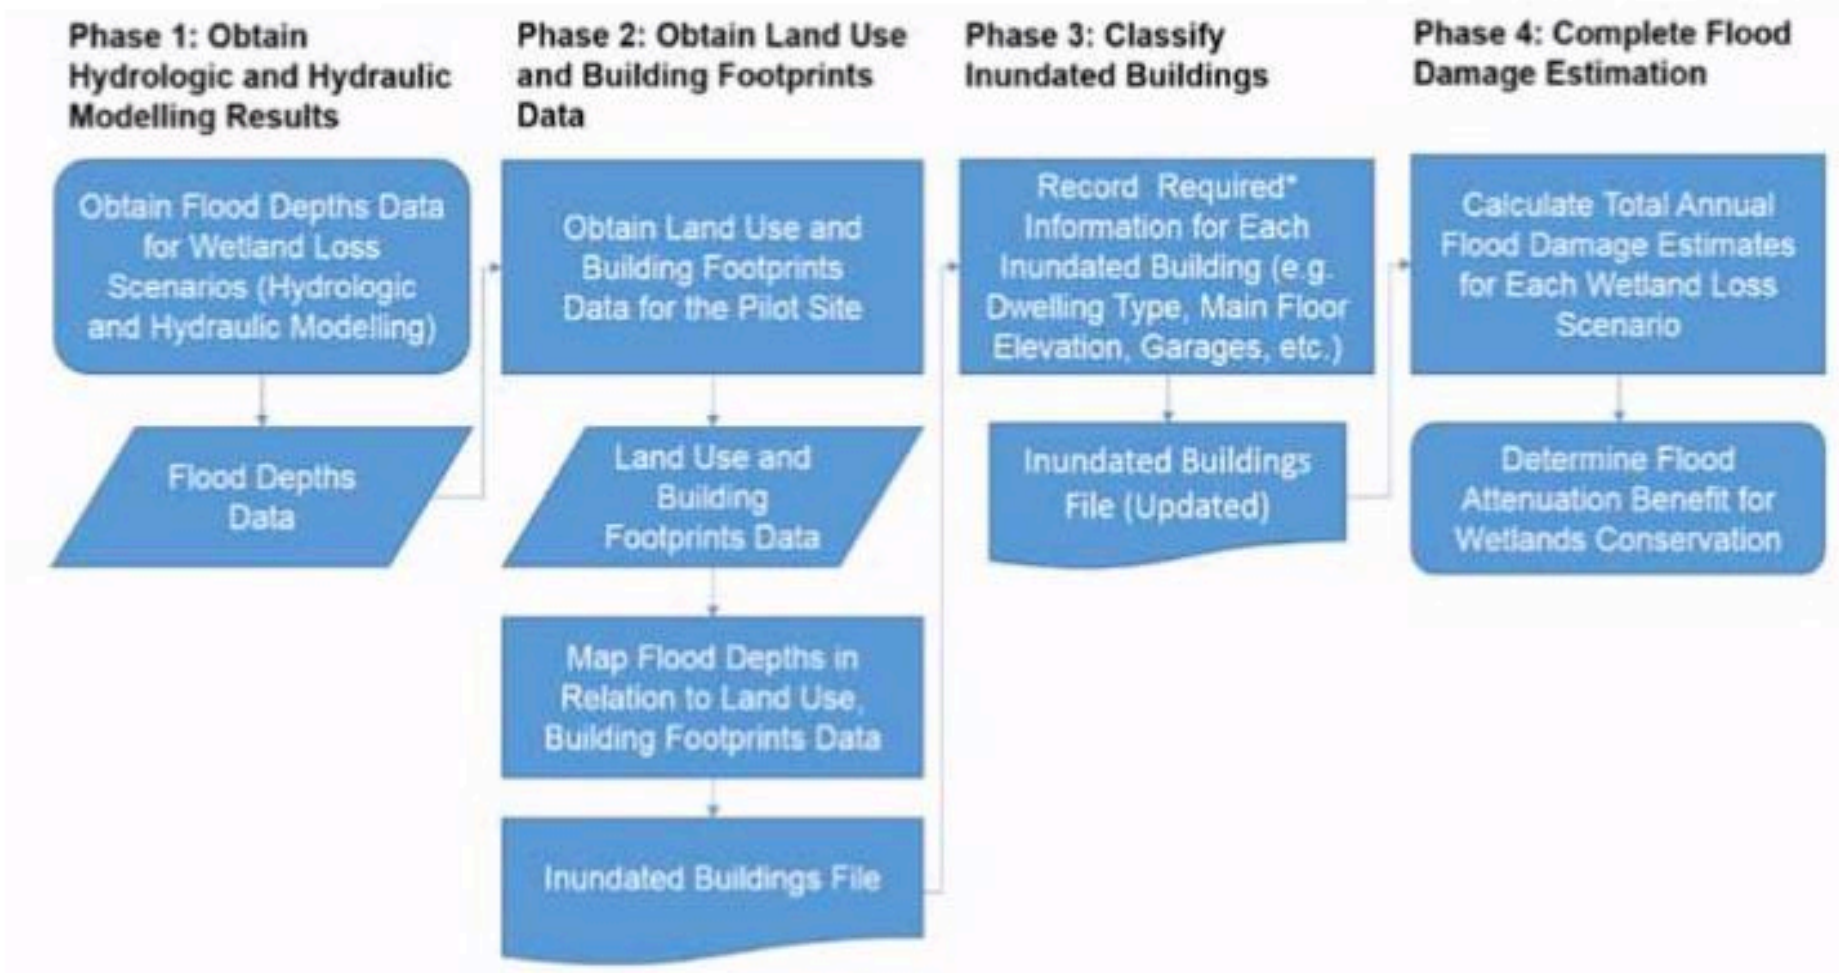 Phase 1: Obtain
Hydrologic and Hydraulic
Modelling Results
Obtain Flood Depths Data
for Wetland Loss
Scenarios (Hydrologic
and Hydraulic Modelling)
Flood Depths
Data
Phase 2: Obtain Land Use
and Building Footprints
Data
Obtain Land Use and
Building Footprints
Data for the Pilot Site
Land Use and
Building
Footprints Data
Map Flood Depths in
Relation to Land Use,
Building Footprints Data
Inundated Buildings File
Phase 3: Classify
Inundated Buildings
Record Required*
Information for Each
Inundated Building (e.g.
Dwelling Type, Main Floor
Elevation, Garages, etc.)
Inundated Buildings
File (Updated)
Phase 4: Complete Flood
Damage Estimation
Calculate Total Annual
Flood Damage Estimates
for Each Wetland Loss
Scenario
Determine Flood
Attenuation Benefit for
Wetlands Conservation